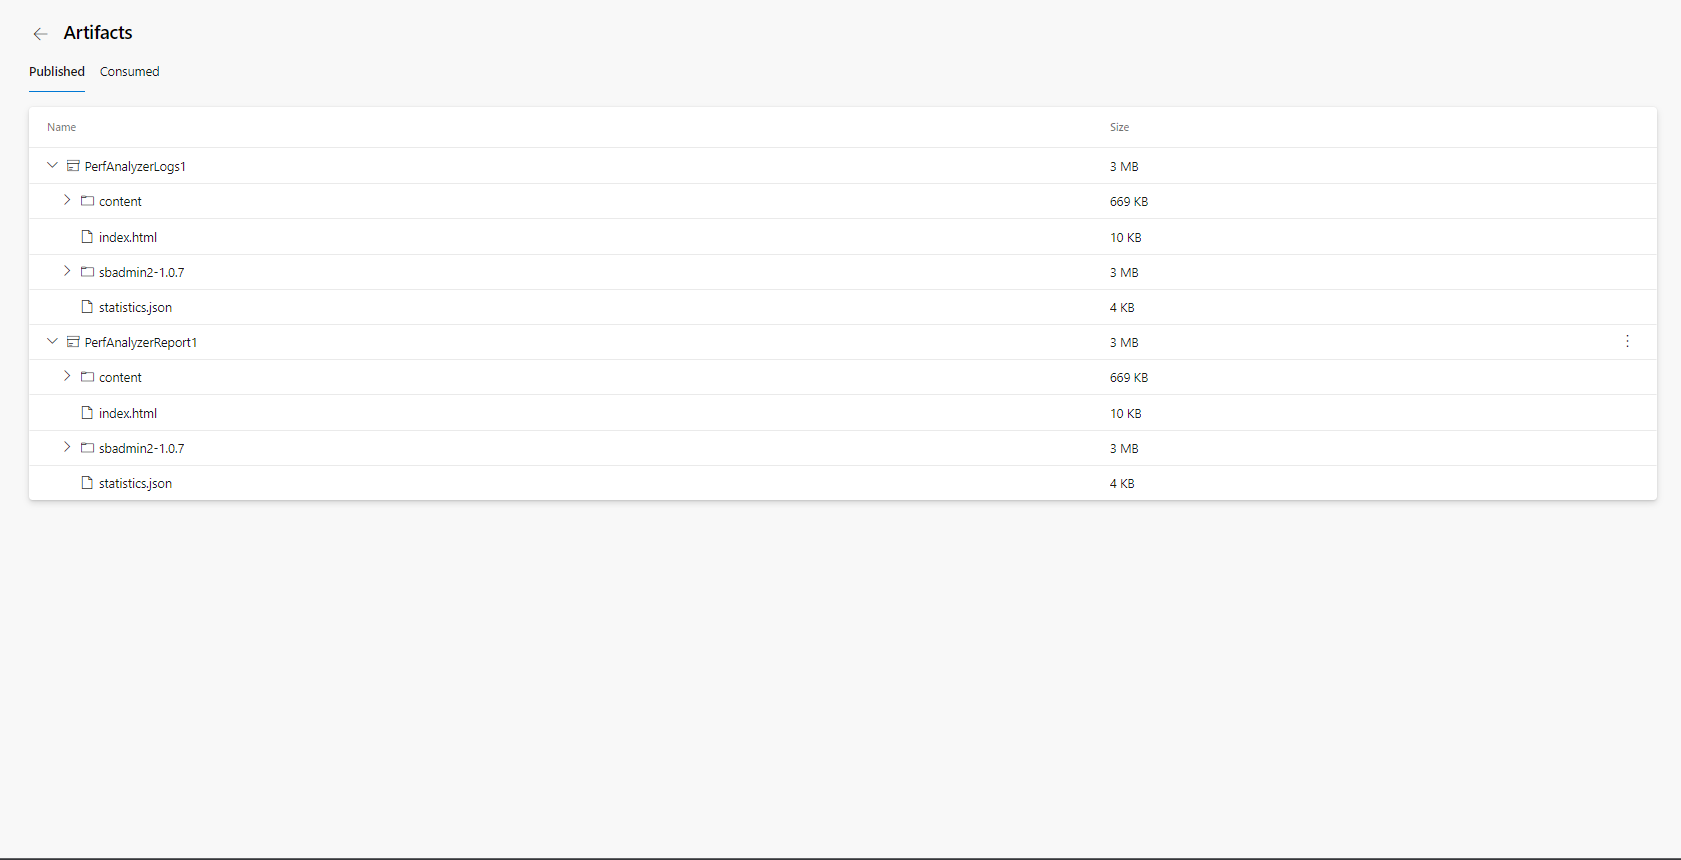 Artifacts
Published Consumed
Name Size
PerfAnalyzerLogs1 3 MB
content 669 KB
index.html 10 KB
sbadmin2-1.0.7 3 MB
statistics.json 4 KB
PerfAnalyzerReport1 3 MB
content 669 KB
index.html 10 KB
sbadmin2-1.0.7 3 MB
statistics.json 4 KB